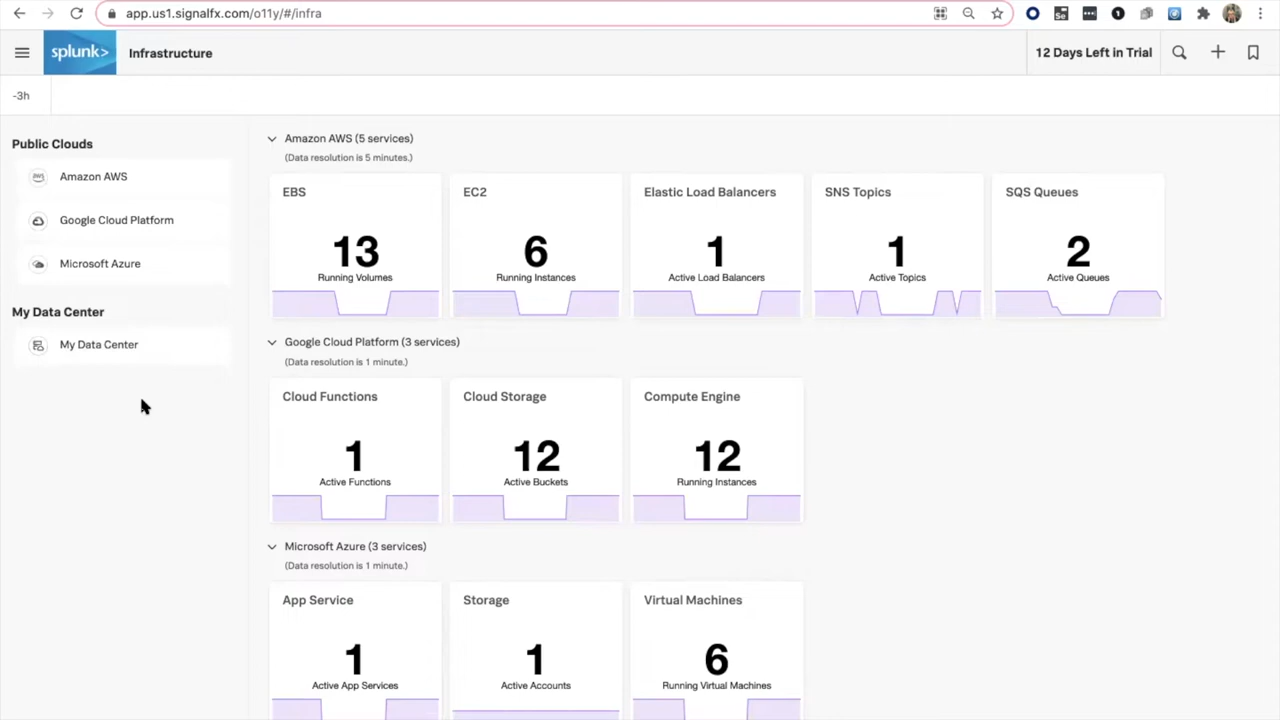 app.us1.signalfx.com/o11y/#/infra
splunk> Infrastructure 12 Days Left in Trial
-3h
Public Clouds
Amazon AWS
Google Cloud Platform
Microsoft Azure
My Data Center
My Data Center
Amazon AWS (5 services)
(Data resolution is 5 minutes.)
EBS
13
Running Volumes
EC2
6
Running Instances
Elastic Load Balancers
1
Active Load Balancers
SNS Topics
1
Active Topics
SQS Queues
2
Active Queues
Google Cloud Platform (3 services)
(Data resolution is 1 minute.)
Cloud Functions
1
Active Functions
Cloud Storage
12
Active Buckets
Compute Engine
12
Running Instances
Microsoft Azure (3 services)
(Data resolution is 1 minute.)
App Service
1
Active App Services
Storage
1
Active Accounts
Virtual Machines
6
Running Virtual Machines